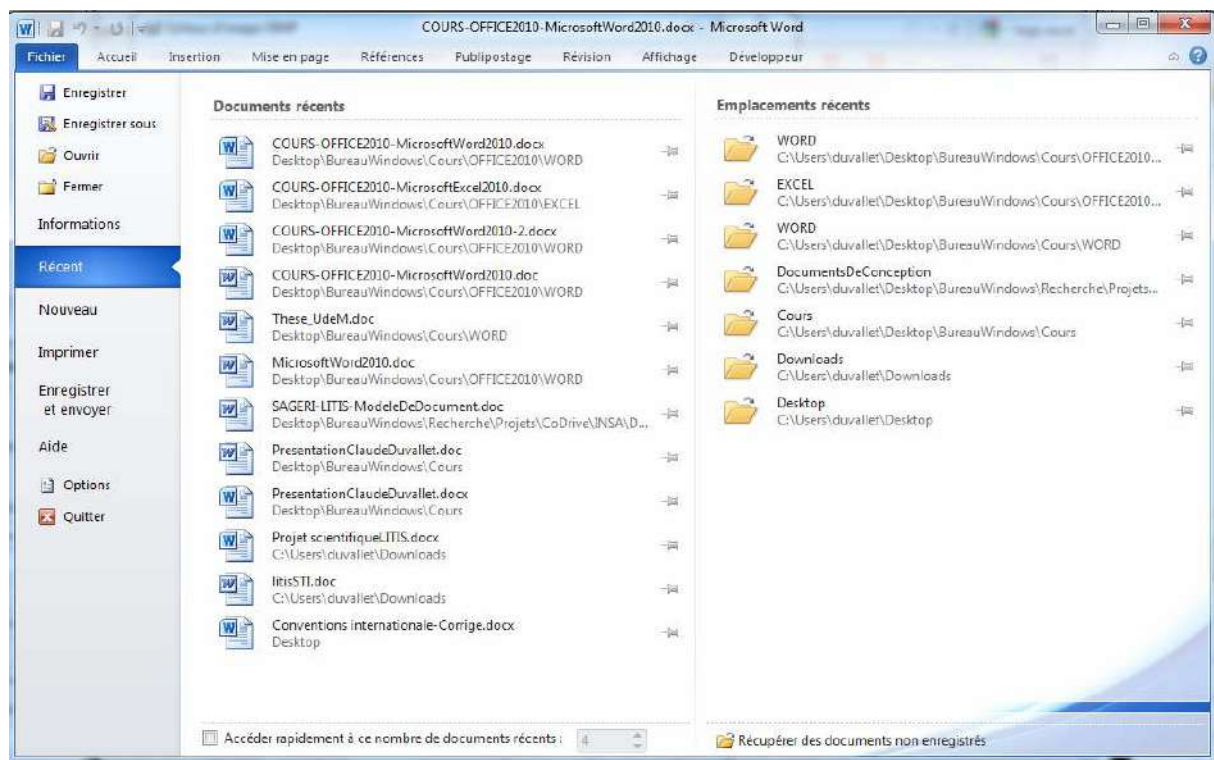 COURS-OFFICE2010-MicrosoftWord2010.docx - Microsoft Word
Fichier Accueil Insertion Mise en page Références Publipostage Révision Affichage Développeur
Enregistrer
Enregistrer sous
Ouvrir
Fermer
Informations
Récent
Nouveau
Imprimer
Enregistrer
et envoyer
Aide
Options
Quitter
Documents récents
COURS-OFFICE2010-MicrosoftWord2010.docx
Desktop\BureauWindows\Cours\OFFICE2010\WORD
COURS-OFFICE2010-MicrosoftExcel2010.docx
Desktop\BureauWindows\Cours\OFFICE2010\EXCEL
COURS-OFFICE2010-MicrosoftWord2010-2.docx
Desktop\BureauWindows\Cours\OFFICE2010\WORD
COURS-OFFICE2010-MicrosoftWord2010.doc
Desktop\BureauWindows\Cours\OFFICE2010\WORD
These_UdeM.doc
Desktop\BureauWindows\Cours\WORD
MicrosoftWord2010.doc
Desktop\BureauWindows\Cours\OFFICE2010\WORD
SAGERI-LITIS-ModeleDeDocument.doc
Desktop\BureauWindows\Recherche\Projets\CoDrive\INSA\D...
PresentationClaudeDuvallet.doc
Desktop\BureauWindows\Cours
PresentationClaudeDuvallet.docx
Desktop\BureauWindows\Cours
Projet scientifiqueLITIS.docx
C:\Users\duvallet\Downloads
litisSTI.doc
C:\Users\duvallet\Downloads
Conventions internationale-Corrige.docx
Desktop
Accéder rapidement à ce nombre de documents récents : 4
Emplacements récents
WORD
C:\Users\duvallet\Desktop\BureauWindows\Cours\OFFICE2010...
EXCEL
C:\Users\duvallet\Desktop\BureauWindows\Cours\OFFICE2010...
WORD
C:\Users\duvallet\Desktop\BureauWindows\Cours\WORD
DocumentsDeConception
C:\Users\duvallet\Desktop\BureauWindows\Recherche\Projets...
Cours
C:\Users\duvallet\Desktop\BureauWindows\Cours
Downloads
C:\Users\duvallet\Downloads
Desktop
C:\Users\duvallet\Desktop
Récupérer des documents non enregistrés